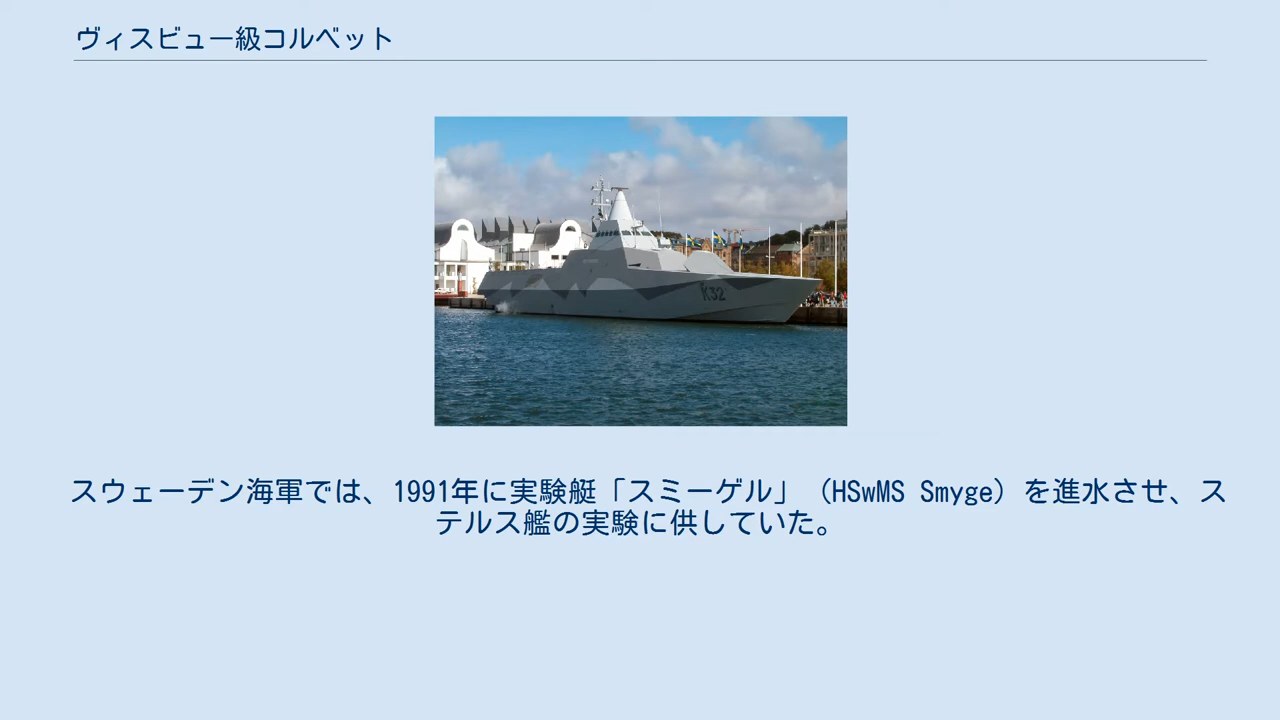 ヴィスビュー級コルベット
K32
スウェーデン海軍では、1991年に実験艇「スミーゲル」（HSwMS Smyge）を進水させ、ス
テルス艦の実験に供していた。